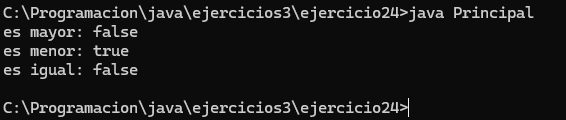 C:\Programacion\java\ejercicios3\ejercicio24>java Principal
es mayor: false
es menor: true
es igual: false
C:\Programacion\java\ejercicios3\ejercicio24>